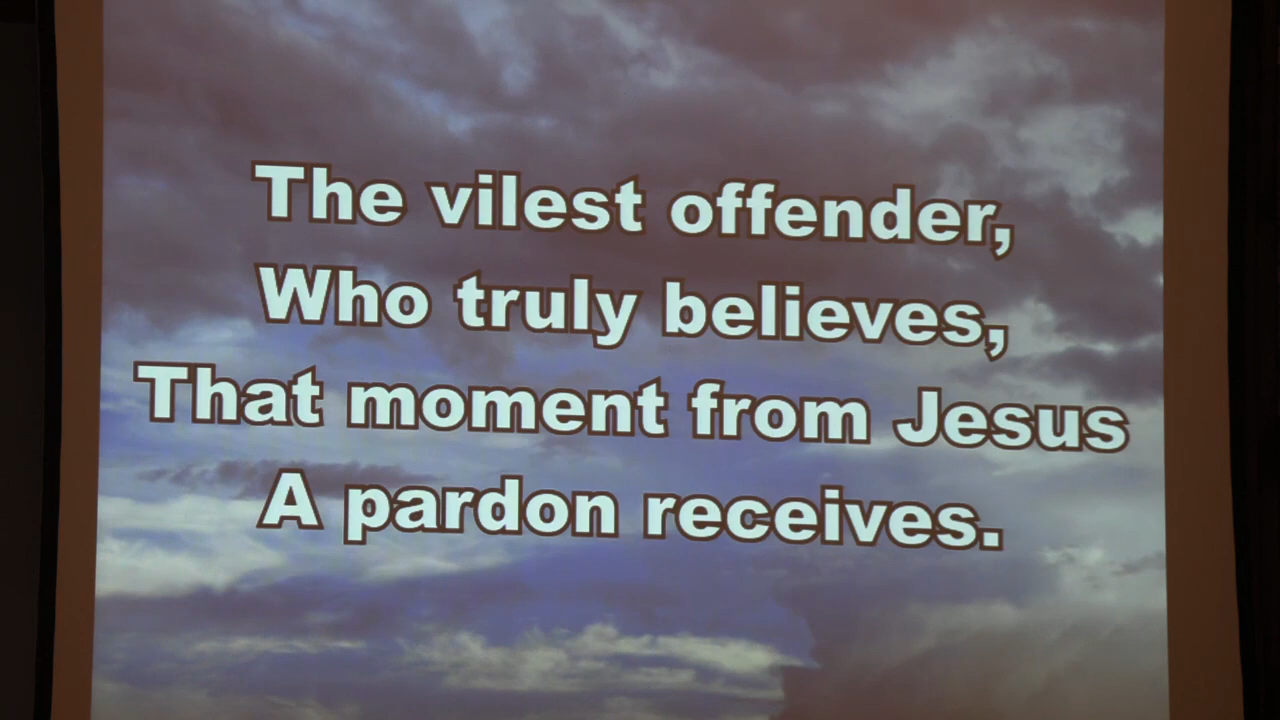 The vilest offender,
Who truly believes,
That moment from Jesus
A pardon receives.